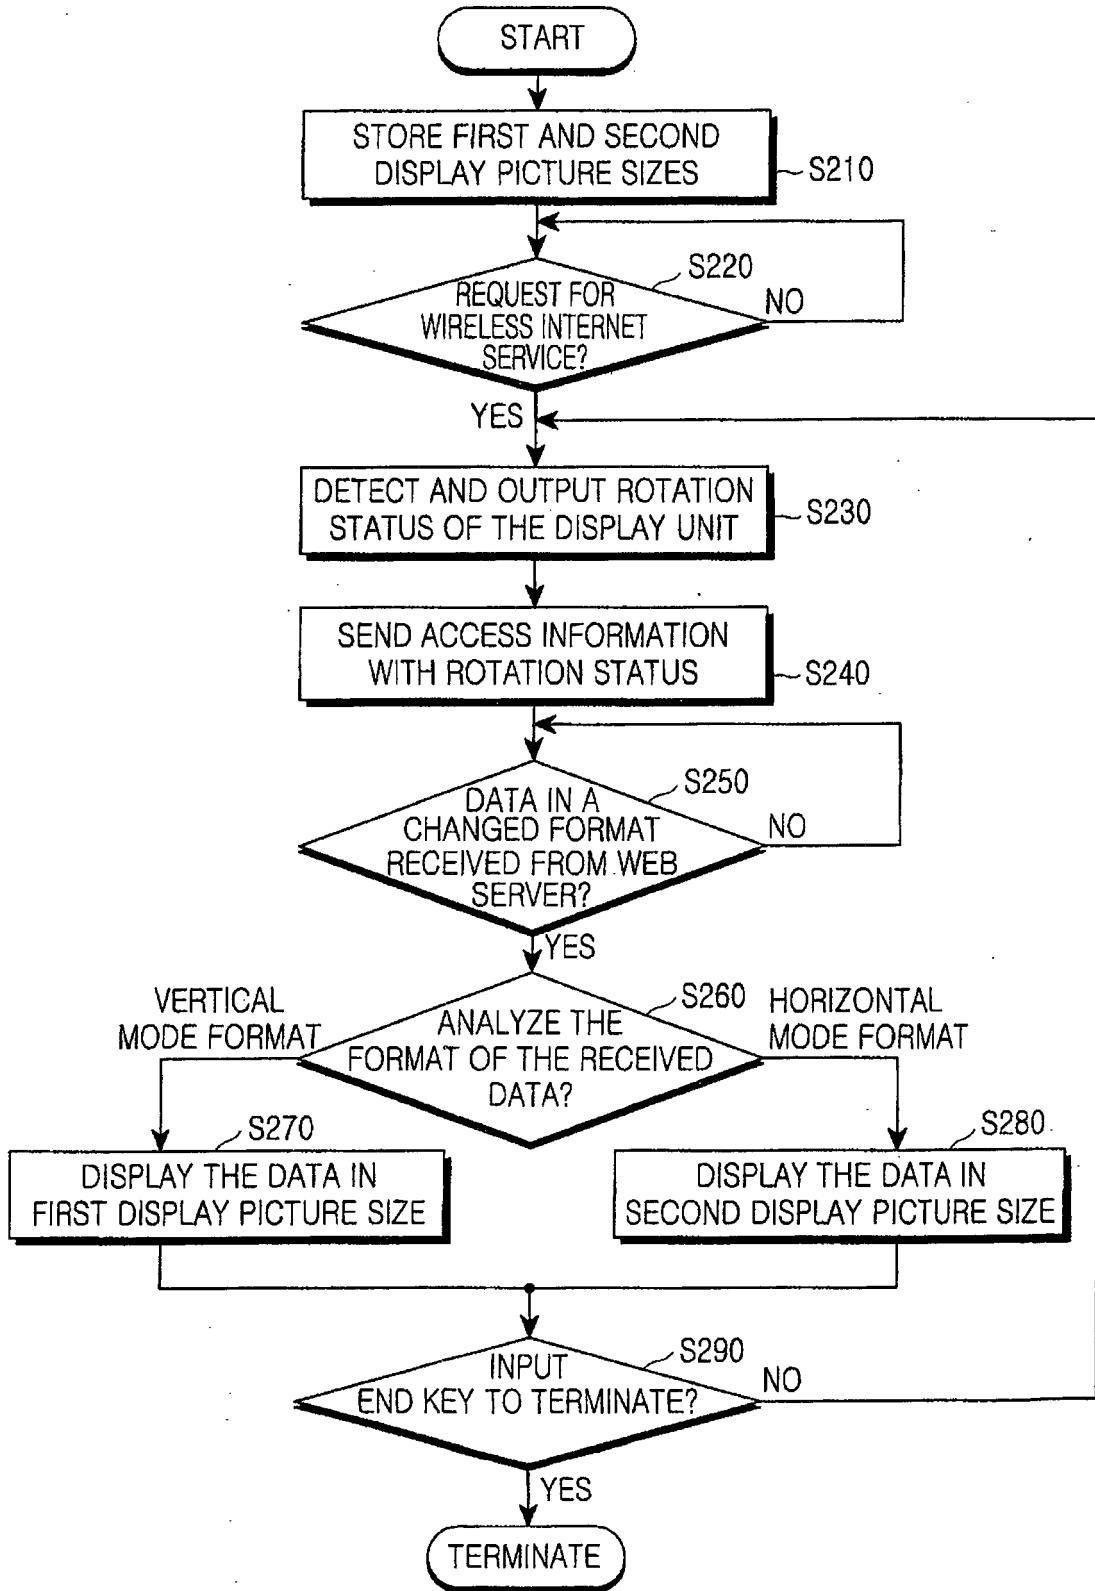 START
STORE FIRST AND SECOND
DISPLAY PICTURE SIZES
S210
S220
REQUEST FOR
WIRELESS INTERNET
SERVICE?
NO
YES
DETECT AND OUTPUT ROTATION
STATUS OF THE DISPLAY UNIT
S230
SEND ACCESS INFORMATION
WITH ROTATION STATUS
S240
S250
DATA IN A
CHANGED FORMAT
RECEIVED FROM WEB
SERVER?
NO
YES
VERTICAL
MODE FORMAT
S260
ANALYZE THE
FORMAT OF THE RECEIVED
DATA?
HORIZONTAL
MODE FORMAT
S270
DISPLAY THE DATA IN
FIRST DISPLAY PICTURE SIZE
S280
DISPLAY THE DATA IN
SECOND DISPLAY PICTURE SIZE
S290
INPUT
END KEY TO TERMINATE?
NO
YES
TERMINATE